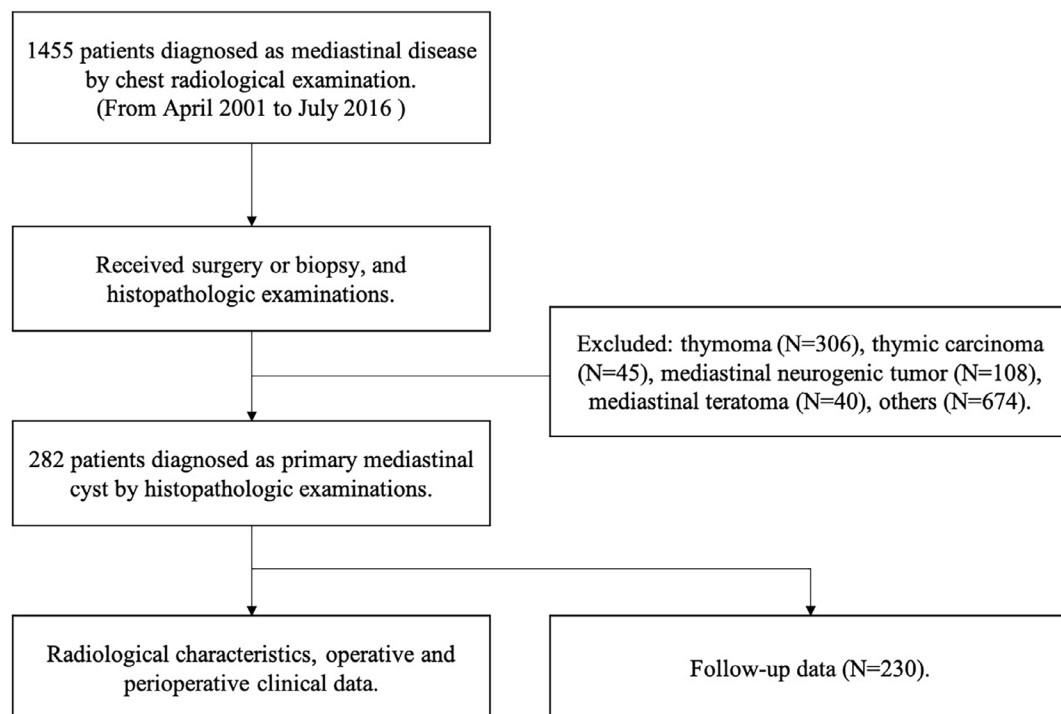 1455 patients diagnosed as mediastinal disease
by chest radiological examination.
(From April 2001 to July 2016 )
Received surgery or biopsy, and
histopathologic examinations.
Excluded: thymoma (N=306), thymic carcinoma
(N=45), mediastinal neurogenic tumor (N=108),
mediastinal teratoma (N=40), others (N=674).
282 patients diagnosed as primary mediastinal
cyst by histopathologic examinations.
Radiological characteristics, operative and
perioperative clinical data.
Follow-up data (N=230).